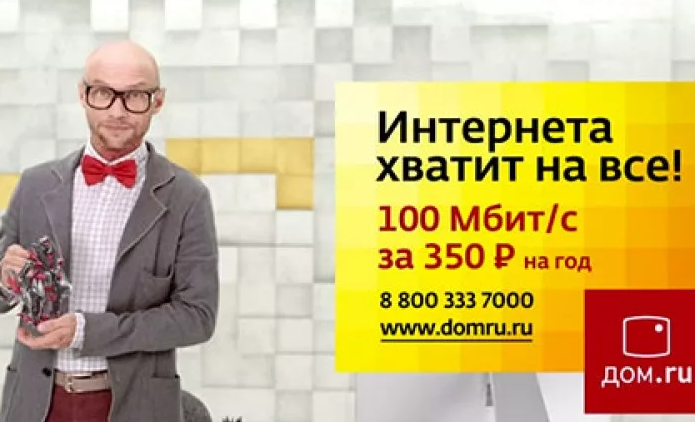 Интернета
хватит на все!
100 Мбит/с
за 350 ₽ на год
8 800 333 7000
www.domru.ru
ДОМ.ru